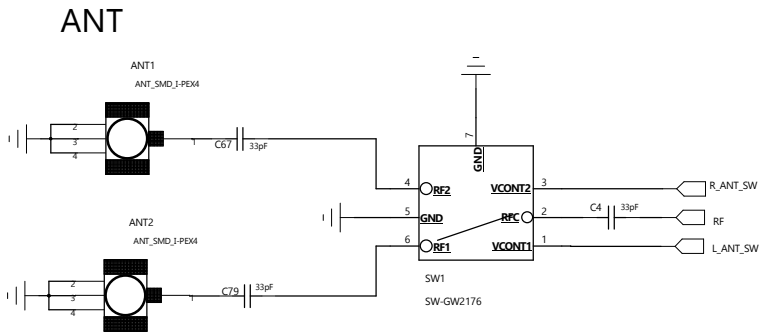 ANT
ANT1
ANT_SMD_I-PEX4
2
3
4
1
C67
33pF
7
GND
4
RF2
VCONT2
3
R_ANT_SW
5
GND
RFC
2
C4
33pF
RF
6
RF1
VCONT1
1
L_ANT_SW
ANT2
ANT_SMD_I-PEX4
2
3
4
1
C79
33pF
SW1
SW-GW2176